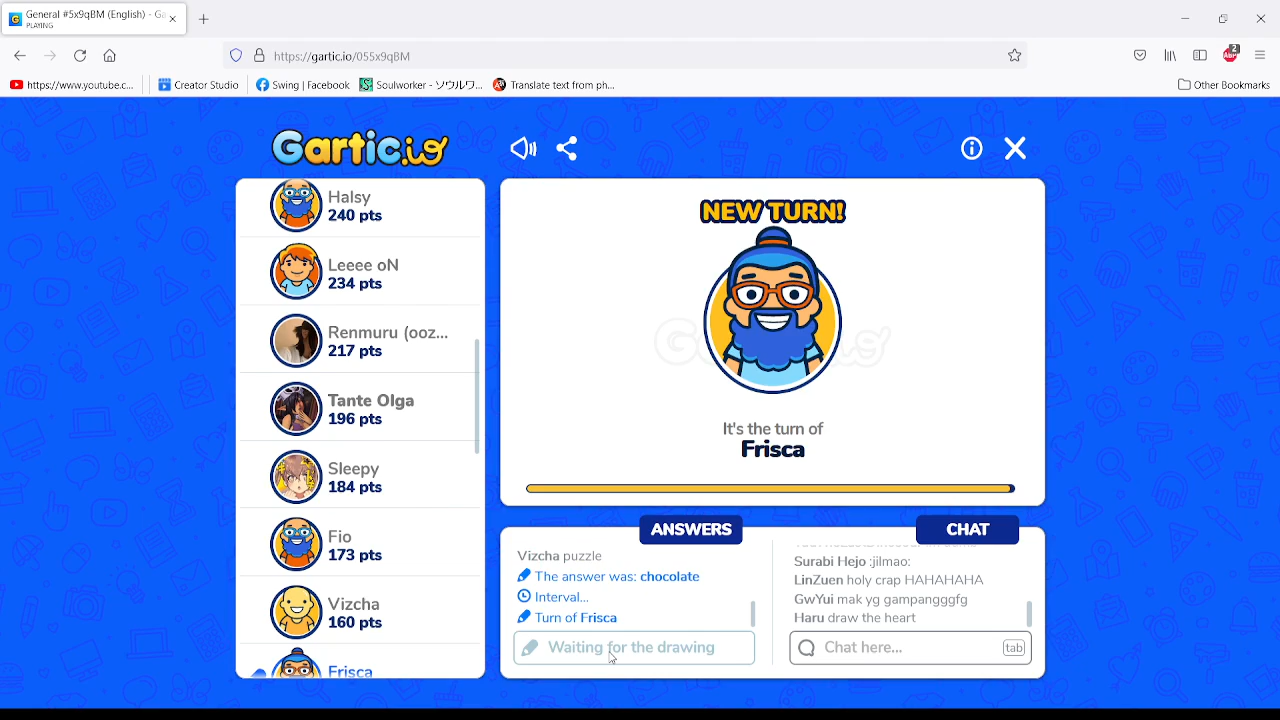 General #5x9qBM (English) - Ga
PLAYING
2
https://gartic.io/055x9qBM
https://www.youtube.c...
Creator Studio
Swing | Facebook
Soulworker - ソウルワ...
Translate text from ph...
Other Bookmarks
Gartic.io
Halsy
240 pts
Leeee oN
234 pts
Renmuru (ooz...
217 pts
Tante Olga
196 pts
Sleepy
184 pts
Fio
173 pts
Vizcha
160 pts
Frisca
NEW TURN!
It's the turn of
Frisca
ANSWERS
Vizcha puzzle
The answer was: chocolate
Interval...
Turn of Frisca
Waiting for the drawing
CHAT
Surabi Hejo :jilmao:
LinZuen holy crap HAHAHAHA
GwYui mak yg gampangggfg
Haru draw the heart
Chat here...
tab